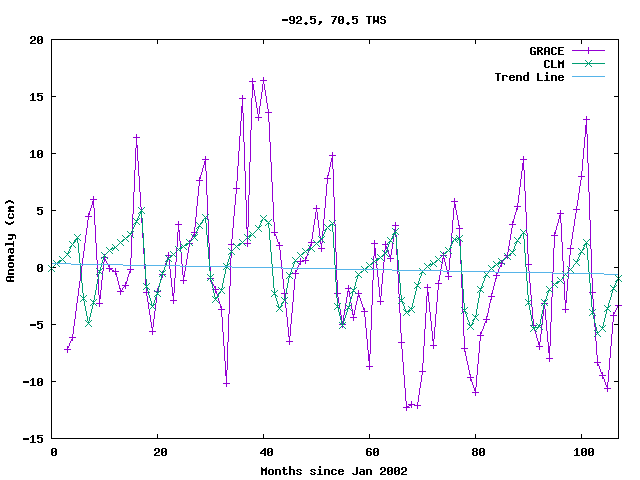 -92.5, 70.5 TWS
GRACE
CLM
Trend Line
20
15
10
5
0
-5
-10
-15
Anomaly (cm)
0 20 40 60 80 100
Months since Jan 2002